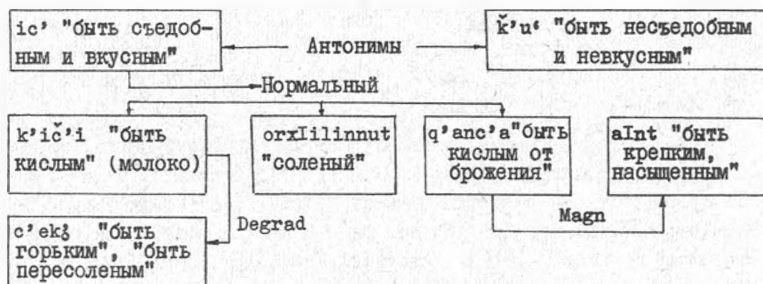 ic' "быть съедоб-
ным и вкусным"
Антонимы
ǩ'uʿ "быть несъедобным
и невкусным"
Нормальный
k'ič'i "быть
кислым" (молоко)
orxIilinnut
"соленый"
q'anc'a "быть
кислым от
брожения"
aInt "быть
крепким,
насыщенным"
Degrad
Magn
"быть
горьким", "быть
пересоленым"